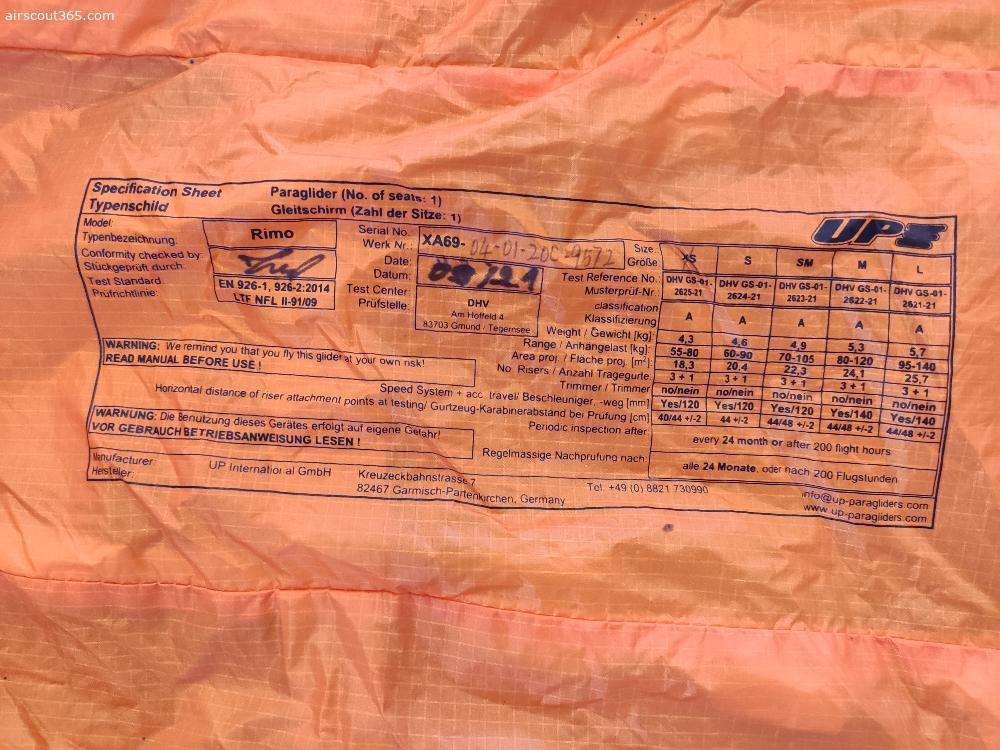 airscout365.com
Specification Sheet Paraglider (No. of seats: 1)
Typenschild Gleitschirm (Zahl der Sitze: 1)
UP
Model: Rimo
Typenbezeichnung:
Conformity checked by:
Stückgeprüft durch:
Test Standard: EN 926-1, 926-2:2014
Prüfrichtlinie: LTF NFL II-91/09
Serial No.
Werk Nr.: XA69-
Date: 08/21
Datum:
Test Center: DHV
Prüfstelle: Am Hoffeld 4
83703 Gmund / Tegernsee
Size: XS S SM M L
Größe:
Test Reference No. DHV GS-01- DHV GS-01- DHV GS-01- DHV GS-01- DHV GS-01-
Musterprüf-Nr. 2625-21 2624-21 2623-21 2622-21 2621-21
classification A A A A A
Klassifizierung
Weight / Gewicht [kg] 4,3 4,6 4,9 5,3 5,7
Range / Anhängelast [kg]: 55-80 60-90 70-105 80-120 95-140
Area proj. / Fläche proj. [m²]: 18,3 20,4 22,3 24,1 25,7
No. Risers / Anzahl Tragegurte 3 + 1 3 + 1 3 + 1 3 + 1 3 + 1
Trimmer / Trimmer no/nein no/nein no/nein no/nein no/nein
Speed System + acc. travel/ Beschleuniger, -weg [mm] Yes/120 Yes/120 Yes/120 Yes/140 Yes/140
Horizontal distance of riser attachment points at testing/ Gurtzeug-Karabinerabstand bei Prüfung [cm] 40/44 +/-2 44 +/-2 44/48 +/-2 44/48 +/-2 44/48 +/-2
Periodic inspection after: every 24 month or after 200 flight hours
Regelmässige Nachprüfung nach: alle 24 Monate, oder nach 200 Flugstunden
WARNING: We remind you that you fly this glider at your own risk!
READ MANUAL BEFORE USE !
WARNUNG: Die Benutzung dieses Gerätes erfolgt auf eigene Gefahr!
VOR GEBRAUCH BETRIEBSANWEISUNG LESEN !
Manufacturer: UP International GmbH Kreuzeckbahnstrasse 7 Tel. +49 (0) 8821 730990 info@up-paragliders.com
Hersteller: 82467 Garmisch-Partenkirchen, Germany www.up-paragliders.com